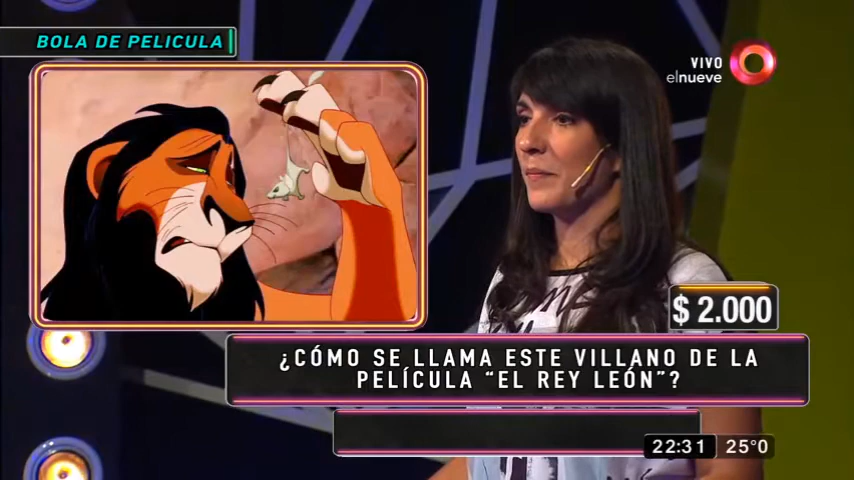 BOLA DE PELICULA
VIVO
elnueve
$ 2.000
¿CÓMO SE LLAMA ESTE VILLANO DE LA
PELÍCULA “EL REY LEÓN”?
22:31 25°0